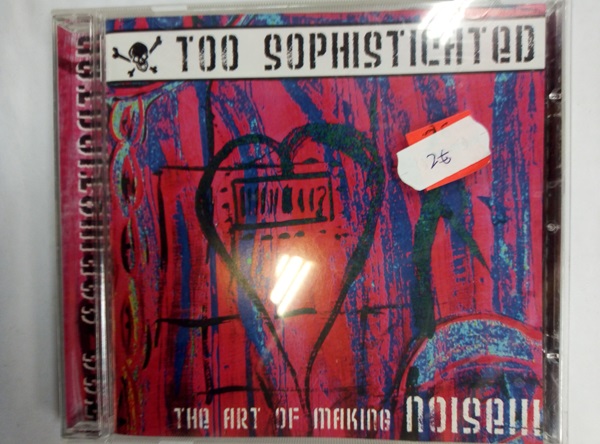 TOO SOPHISTICATED
2€
THE ART OF MAKING NOISE!!!